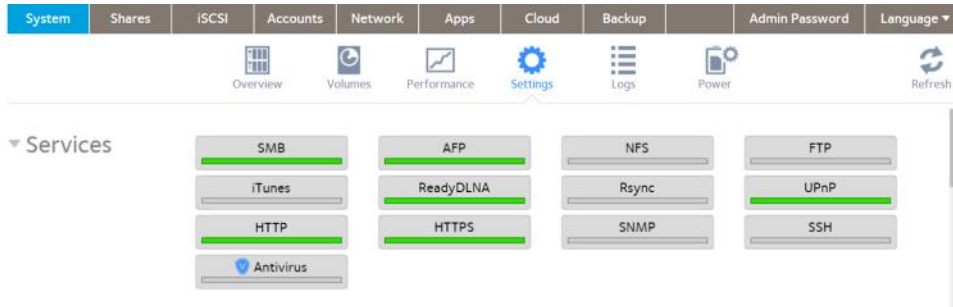 System Shares iSCSI Accounts Network Apps Cloud Backup Admin Password Language
Overview Volumes Performance Settings Logs Power Refresh
Services
SMB AFP NFS FTP
iTunes ReadyDLNA Rsync UPnP
HTTP HTTPS SNMP SSH
V Antivirus